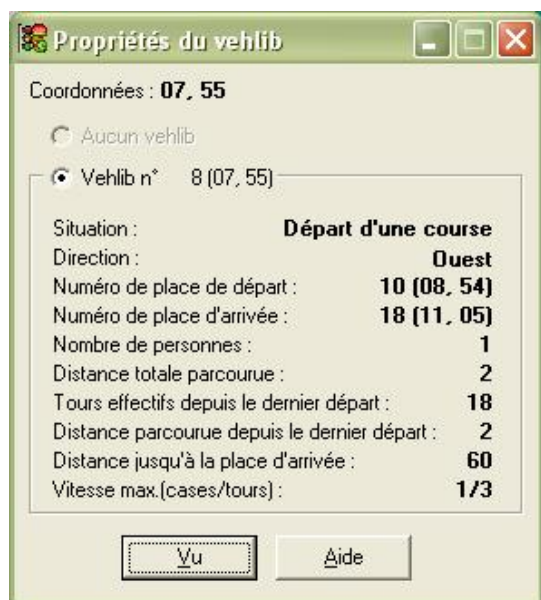 Propriétés du vehlib
Coordonnées : 07, 55
Aucun vehlib
Vehlib n° 8 (07, 55)
Situation : Départ d'une course
Direction : Ouest
Numéro de place de départ : 10 (08, 54)
Numéro de place d'arrivée : 18 (11, 05)
Nombre de personnes : 1
Distance totale parcourue : 2
Tours effectifs depuis le dernier départ : 18
Distance parcourue depuis le dernier départ : 2
Distance jusqu'à la place d'arrivée : 60
Vitesse max.(cases/tours) : 1/3
Vu Aide